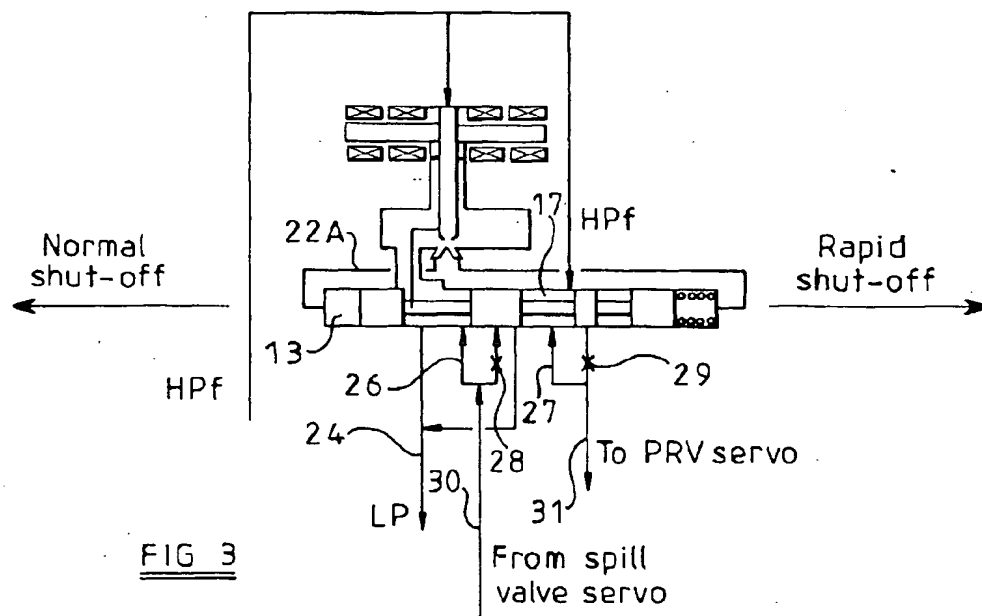 17
HPf
22A
Normal
shut-off
Rapid
shut-off
13
26
28
27
29
HPf
24
30
To PRV servo
31
LP
From spill
valve servo
FIG 3